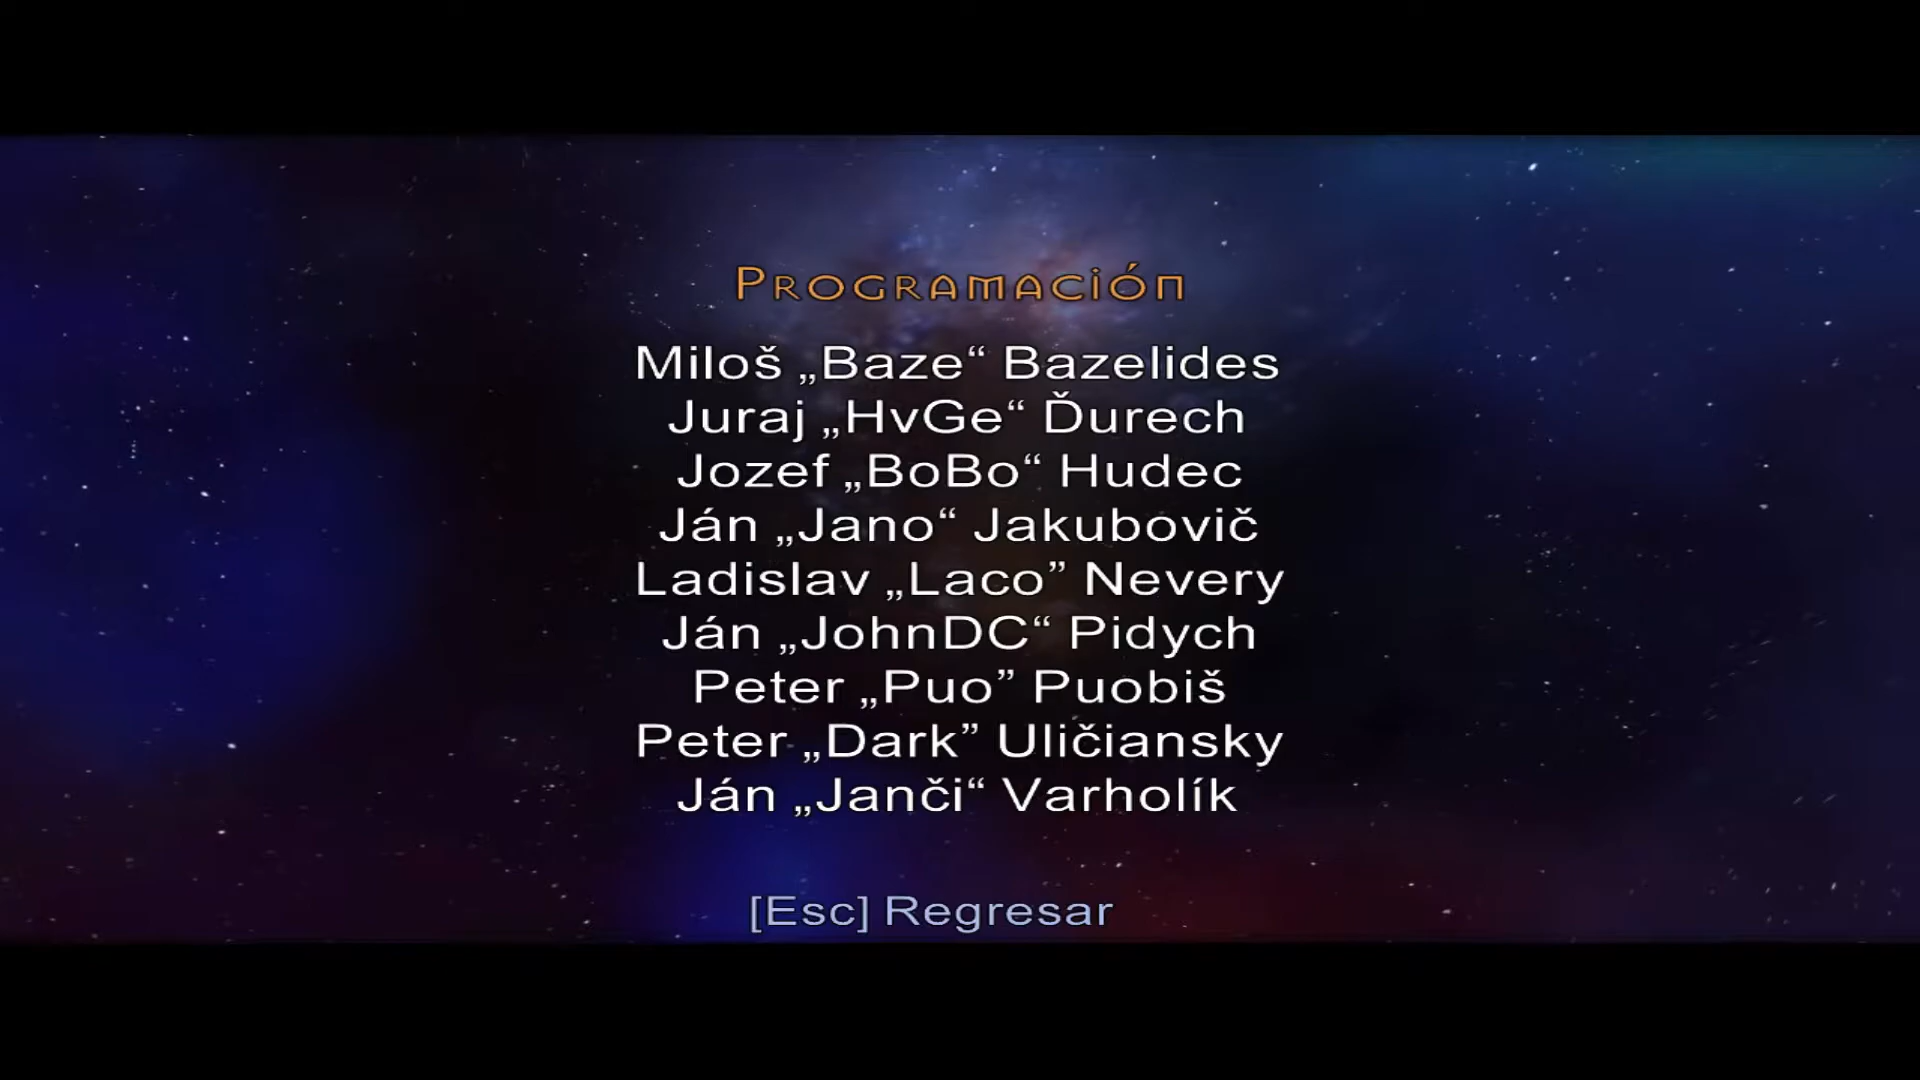 Programación
Miloš „Baze“ Bazelides
Juraj „HvGe“ Ďurech
Jozef „BoBo“ Hudec
Ján „Jano“ Jakubovič
Ladislav „Laco” Nevery
Ján „JohnDC“ Pidych
Peter „Puo” Puobiš
Peter „Dark” Uličiansky
Ján „Janči“ Varholík
[Esc] Regresar